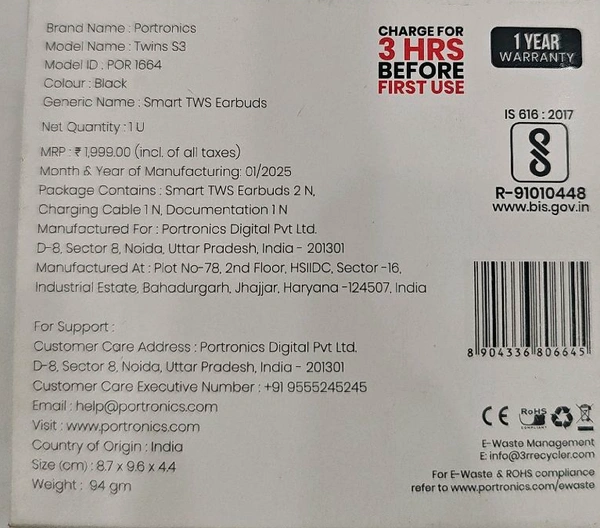 Brand Name : Portronics
Model Name : Twins S3
Model ID : POR 1664
Colour : Black
Generic Name : Smart TWS Earbuds
Net Quantity : 1 U
MRP : ₹ 1,999.00 (incl. of all taxes)
Month & Year of Manufacturing: 01/2025
Package Contains : Smart TWS Earbuds 2 N,
Charging Cable 1 N, Documentation 1 N
Manufactured For : Portronics Digital Pvt Ltd.
D-8, Sector 8, Noida, Uttar Pradesh, India - 201301
Manufactured At : Plot No-78, 2nd Floor, HSIIDC, Sector -16,
Industrial Estate, Bahadurgarh, Jhajjar, Haryana -124507, India
For Support :
Customer Care Address : Portronics Digital Pvt Ltd.
D-8, Sector 8, Noida, Uttar Pradesh, India - 201301
Customer Care Executive Number : +91 9555245245
Email : help@portronics.com
Visit : www.portronics.com
Country of Origin : India
Size (cm) : 8.7 x 9.6 x 4.4
Weight : 94 gm
CHARGE FOR
3 HRS
BEFORE
FIRST USE
1 YEAR
WARRANTY
IS 616 : 2017
R-91010448
www.bis.gov.in
8 904336 806645
CE RoHS
COMPLIANT
E-Waste Management
E: info@3rrecycler.com
For E-Waste & ROHS compliance
refer to www.portronics.com/ewaste